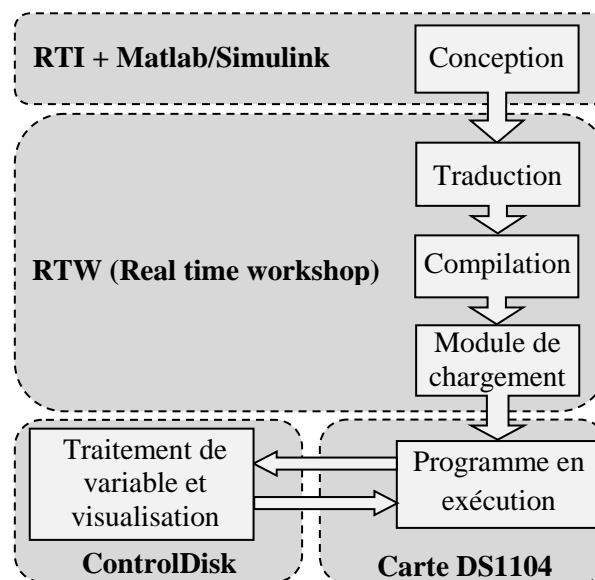 RTI + Matlab/Simulink
Conception
Traduction
RTW (Real time workshop)
Compilation
Module de
chargement
Traitement de
variable et
visualisation
ControlDisk
Programme en
exécution
Carte DS1104